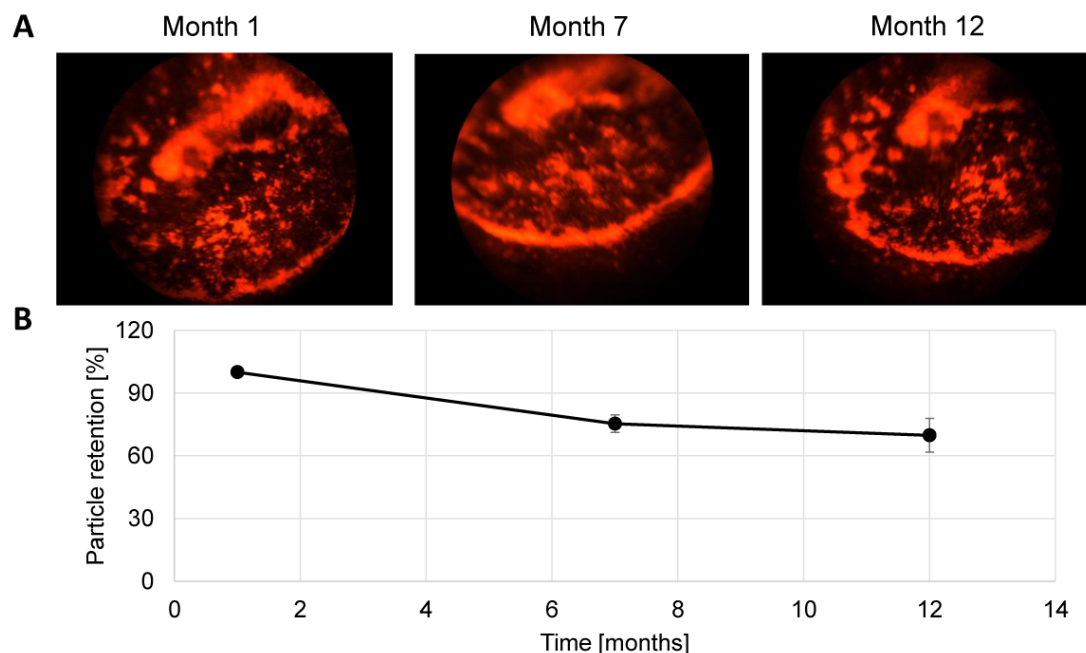 A
Month 1
Month 7
Month 12
B
Particle retention [%]
120
90
60
30
0
0 2 4 6 8 10 12 14
Time [months]